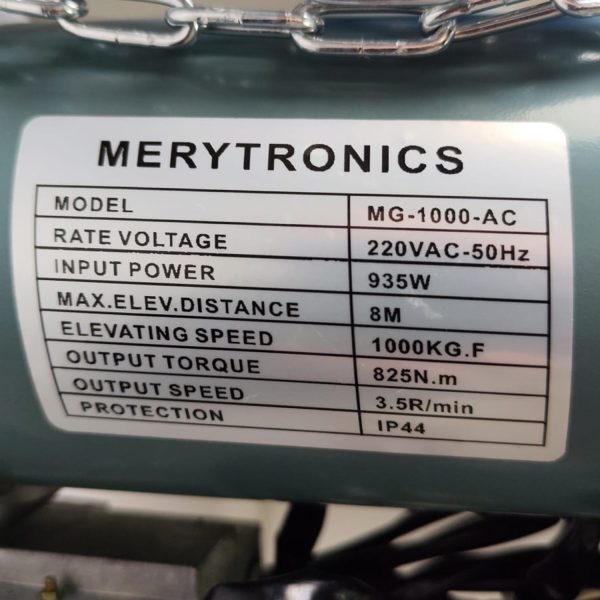 MERYTRONICS
MODEL MG-1000-AC
RATE VOLTAGE 220VAC-50Hz
INPUT POWER 935W
MAX.ELEV.DISTANCE 8M
ELEVATING SPEED 1000KG.F
OUTPUT TORQUE 825N.m
OUTPUT SPEED 3.5R/min
PROTECTION IP44